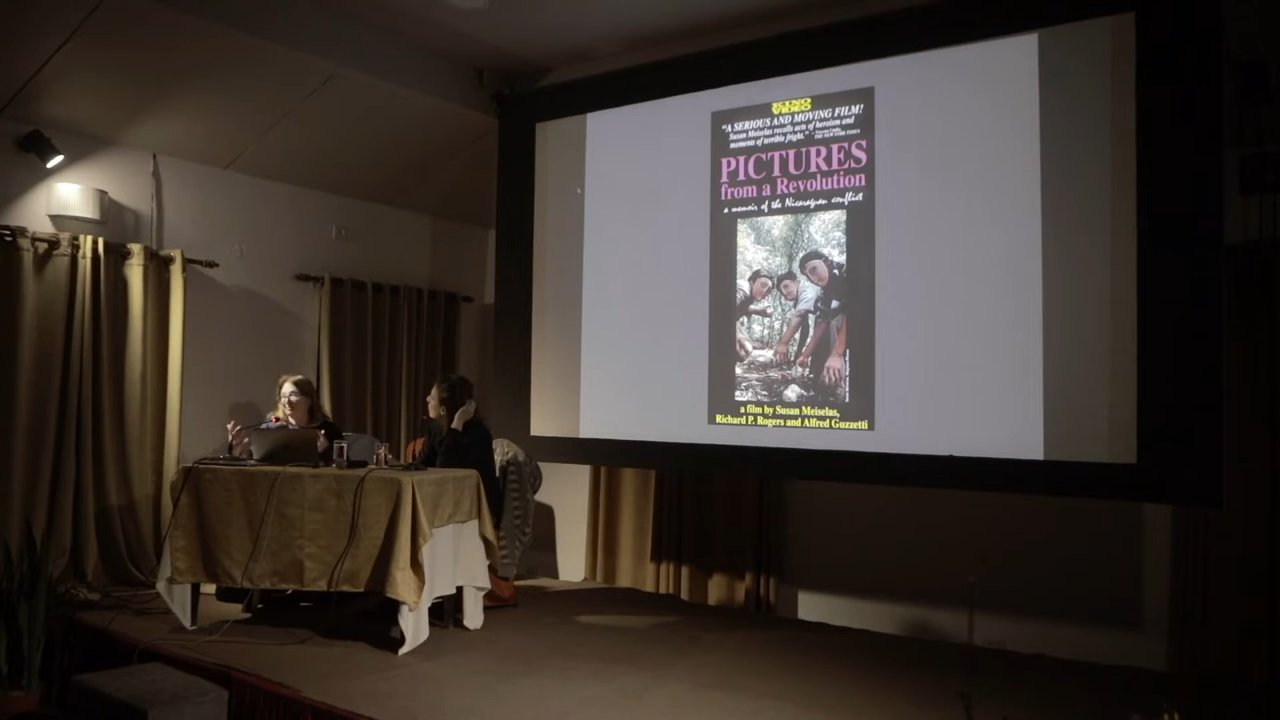 KINO
VIDEO
"A SERIOUS AND MOVING FILM!
Susan Meiselas recalls acts of heroism and
moments of terrible fright."
THE NEW YORK TIMES
PICTURES
from a Revolution
a memoir of the Nicaraguan conflict
a film by Susan Meiselas,
Richard P. Rogers and Alfred Guzzetti